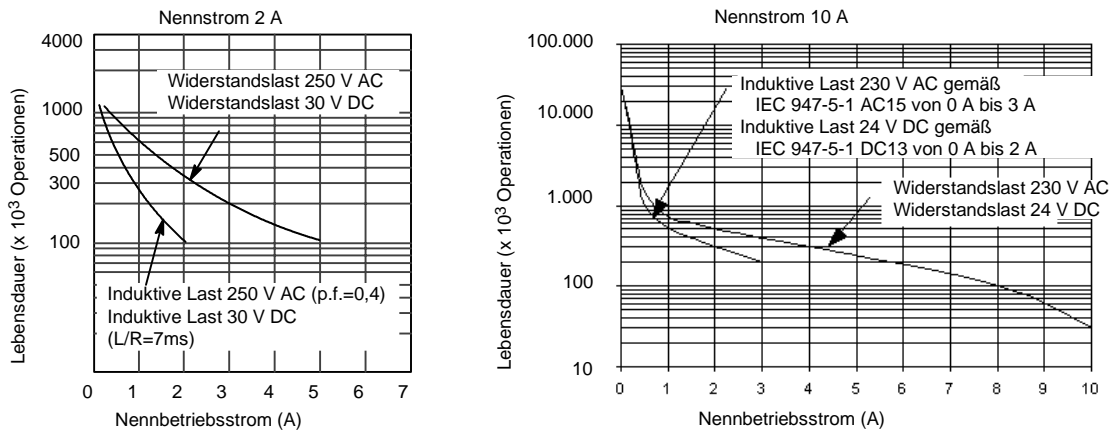 Nennstrom 2 A
4000
1000
500
300
100
Lebensdauer (x 10³ Operationen)
Widerstandslast 250 V AC
Widerstandslast 30 V DC
Induktive Last 250 V AC (p.f.=0,4)
Induktive Last 30 V DC
(L/R=7ms)
0 1 2 3 4 5 6 7
Nennbetriebsstrom (A)
Nennstrom 10 A
100.000
10.000
1.000
100
10
Lebensdauer (x 10³ Operationen)
Induktive Last 230 V AC gemäß
IEC 947-5-1 AC15 von 0 A bis 3 A
Induktive Last 24 V DC gemäß
IEC 947-5-1 DC13 von 0 A bis 2 A
Widerstandslast 230 V AC
Widerstandslast 24 V DC
0 1 2 3 4 5 6 7 8 9 10
Nennbetriebsstrom (A)